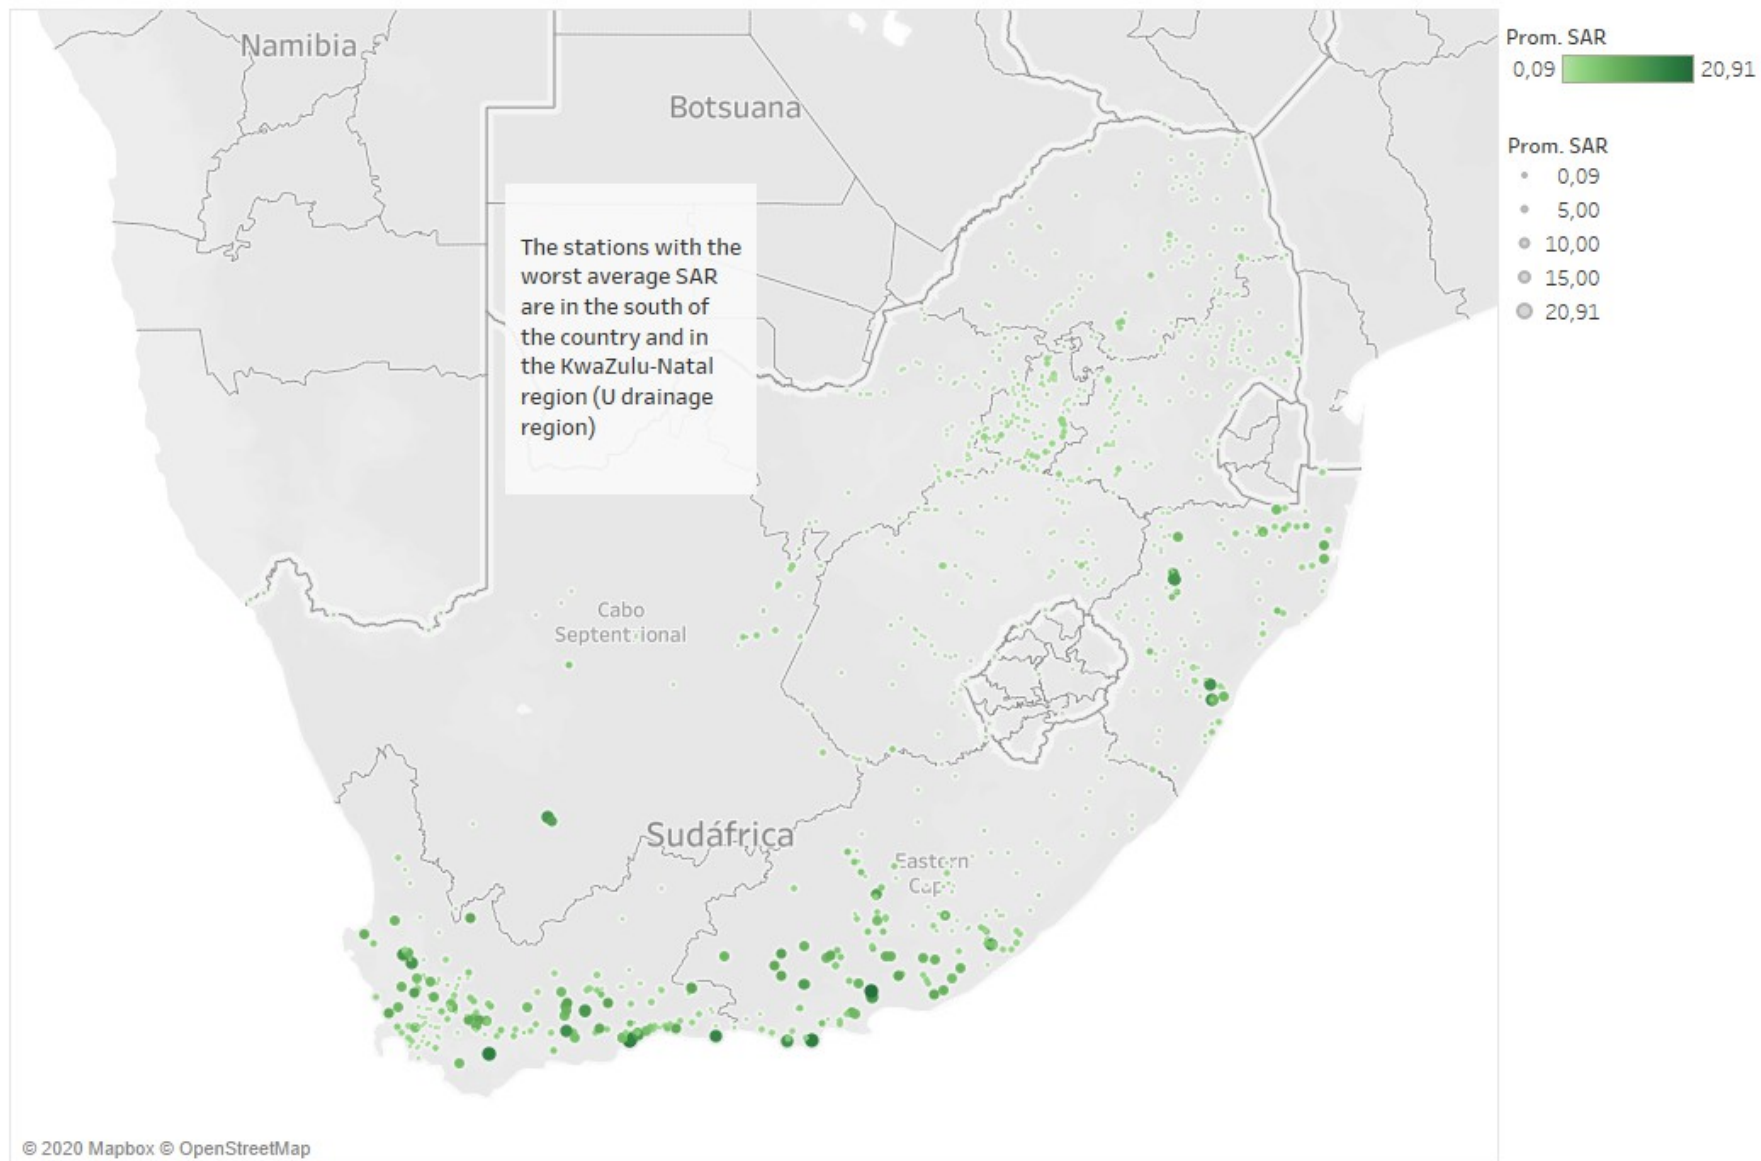 Namibia
Botsuana
The stations with the
worst average SAR
are in the south of
the country and in
the KwaZulu-Natal
region (U drainage
region)
Cabo
Septentrional
Sudáfrica
Eastern
Cape
© 2020 Mapbox © OpenStreetMap
Prom. SAR
0,09 20,91
Prom. SAR
0,09
5,00
10,00
15,00
20,91